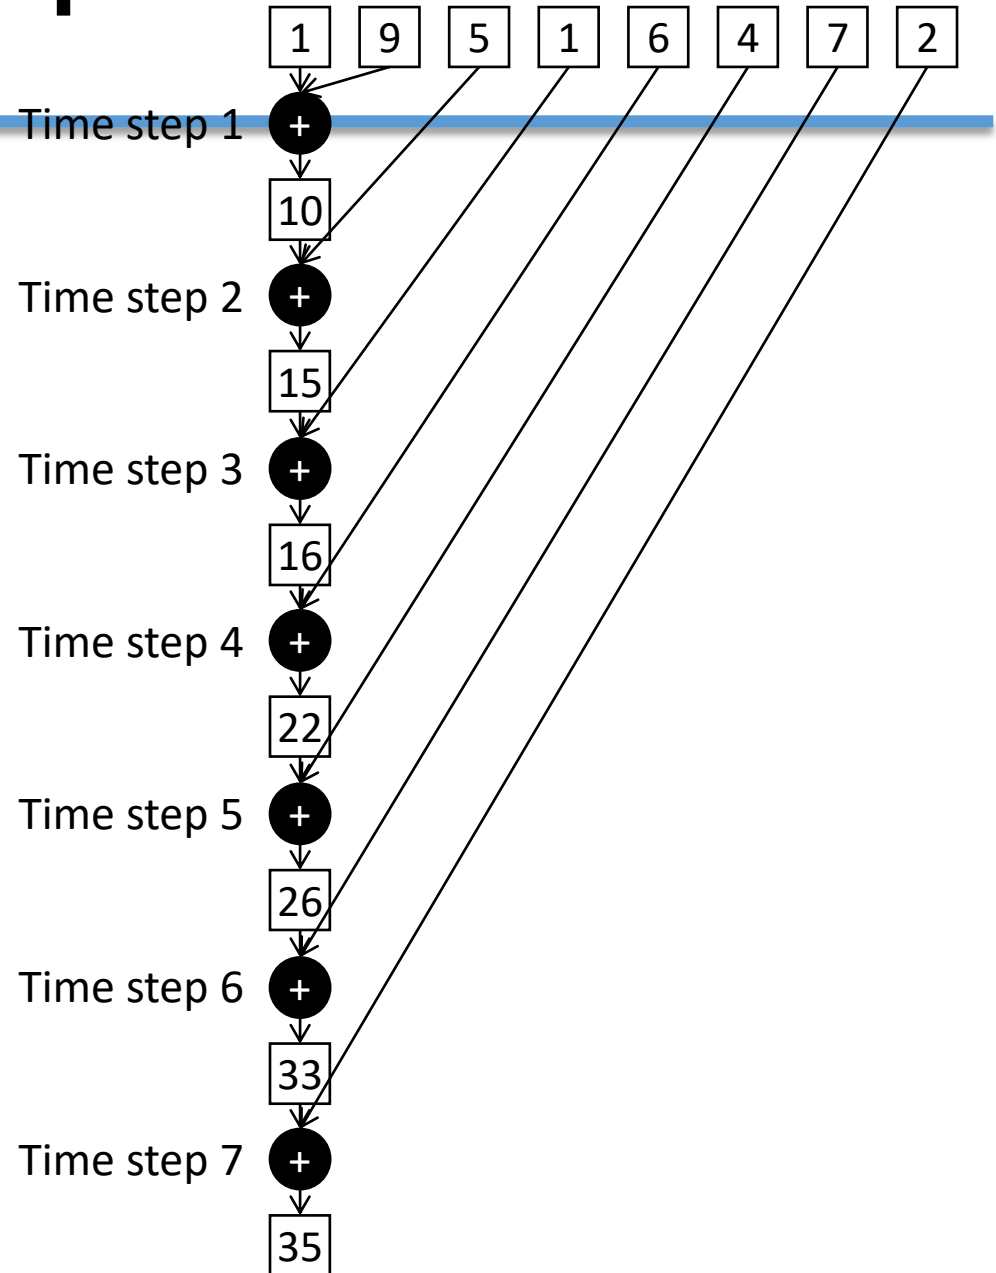 1 9 5 1 6 4 7 2
Time step 1 +
10
Time step 2 +
15
Time step 3 +
16
Time step 4 +
22
Time step 5 +
26
Time step 6 +
33
Time step 7 +
35